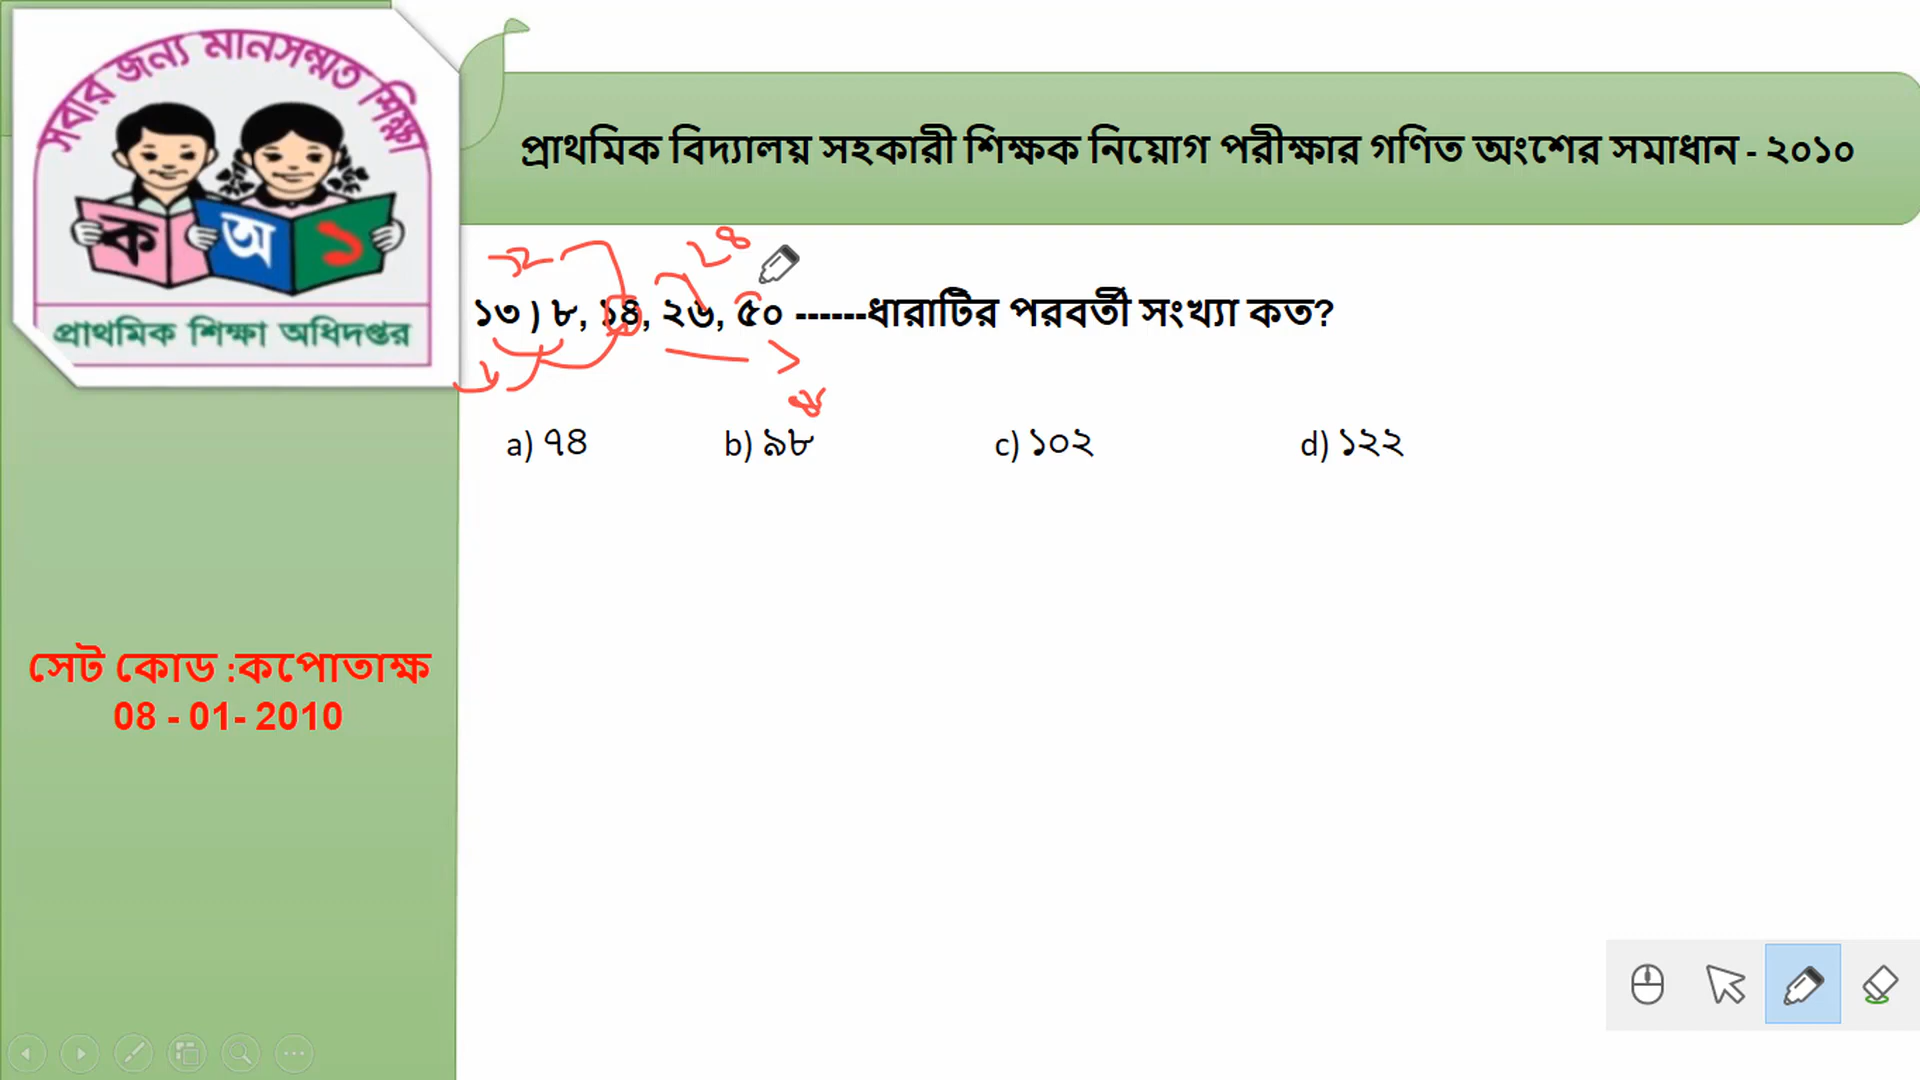 সবার জন্য মানসম্মত শিক্ষা
ক অ ১
প্রাথমিক শিক্ষা অধিদপ্তর
প্রাথমিক বিদ্যালয় সহকারী শিক্ষক নিয়োগ পরীক্ষার গণিত অংশের সমাধান - ২০১০
১৩ ) ৮, ১৪, ২৬, ৫০ ------ধারাটির পরবর্তী সংখ্যা কত?
a) ৭৪ b) ৯৮ c) ১০২ d) ১২২
সেট কোড :কপোতাক্ষ
08 - 01- 2010